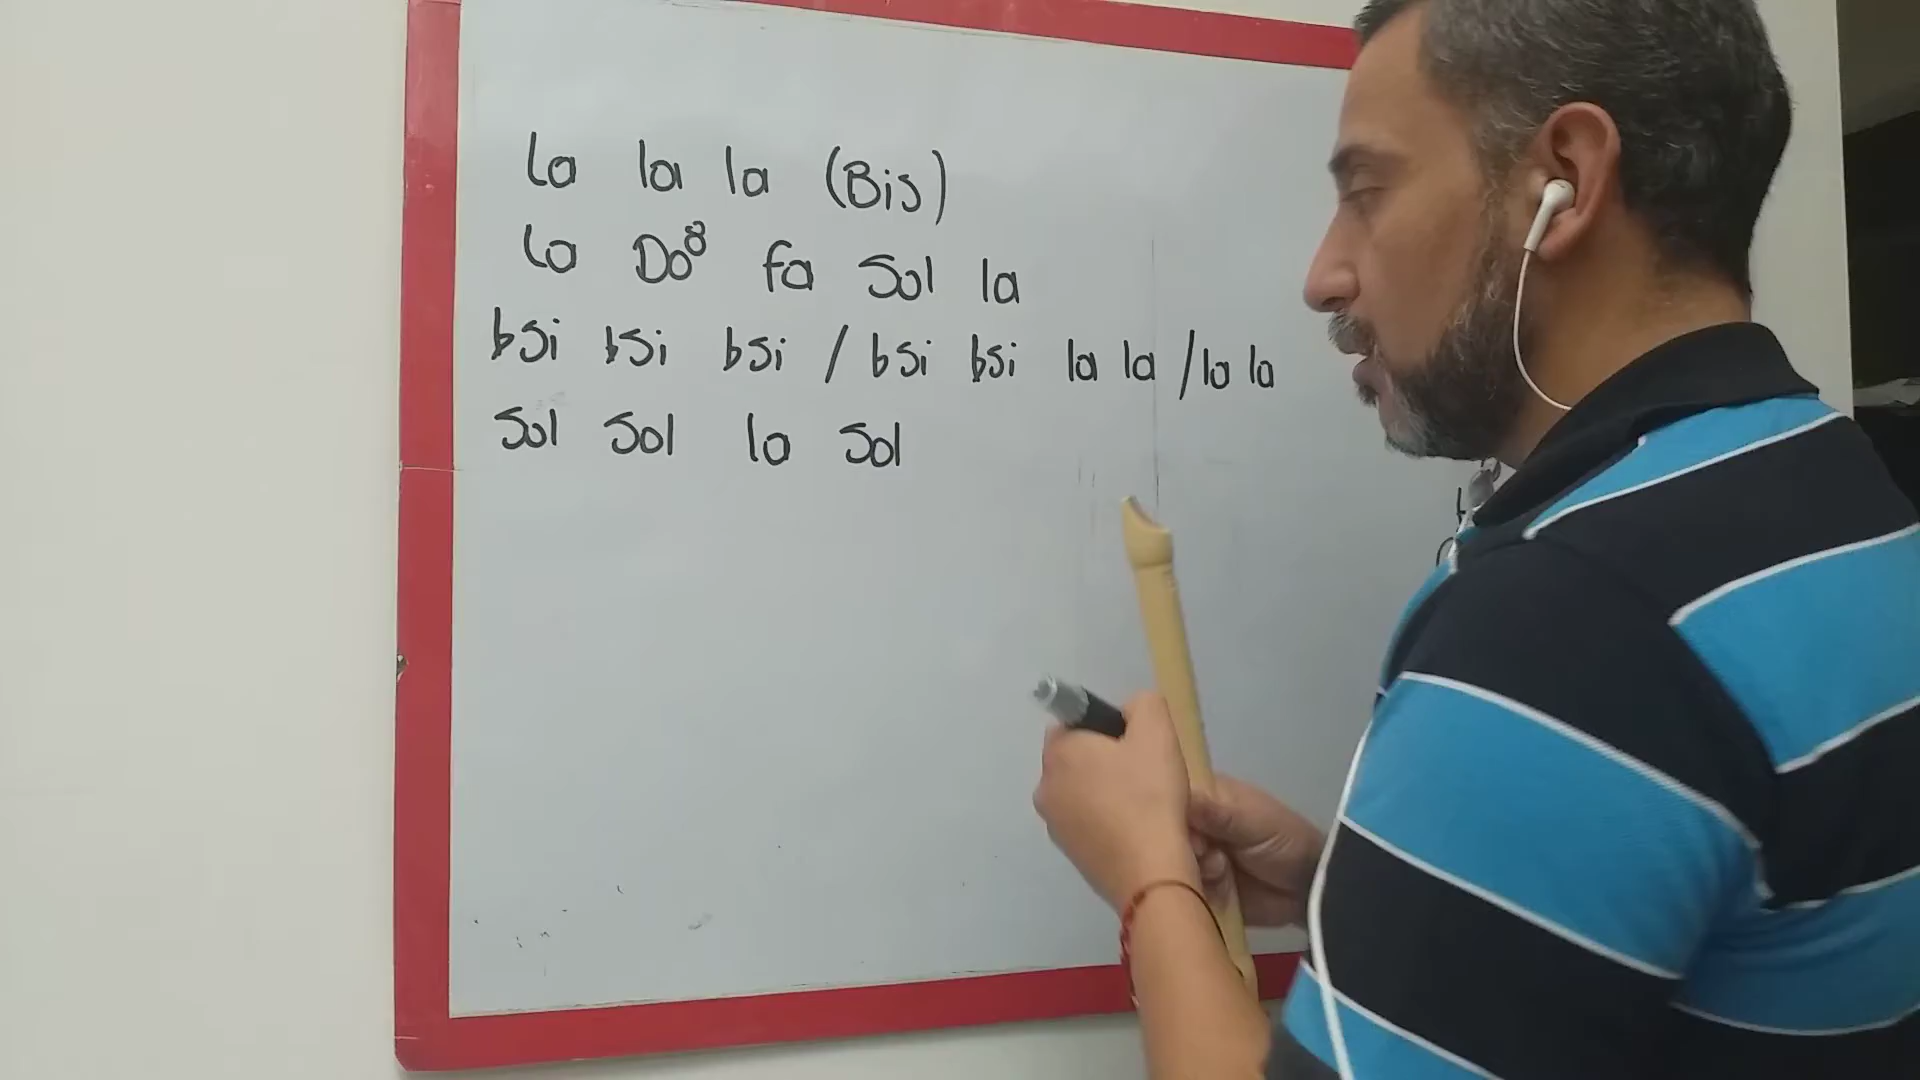 la la la (Bis)
la Do⁸ fa Sol la
bSi bSi bSi / bSi bSi la la / la la
Sol Sol la Sol